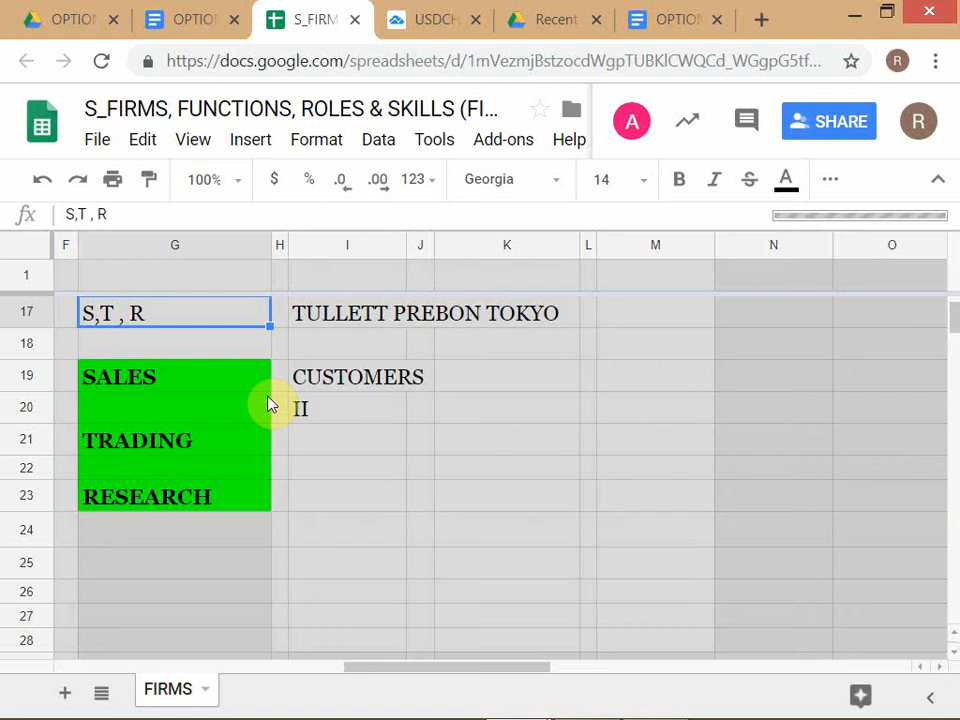 OPTION
OPTION
S_FIRM
USDCH
Recent
OPTION
https://docs.google.com/spreadsheets/d/1mVezmjBstzocdWgpTUBKlCWQCd_WGgpG5tf...
R
S_FIRMS, FUNCTIONS, ROLES & SKILLS (FI...
A
SHARE
R
File Edit View Insert Format Data Tools Add-ons Help
100% $ % .0 .00 123 Georgia 14 B I S A
fx S,T , R
F G H I J K L M N O
1
17 S,T , R TULLETT PREBON TOKYO
18
19 SALES CUSTOMERS
20 II
21 TRADING
22
23 RESEARCH
24
25
26
27
28
FIRMS